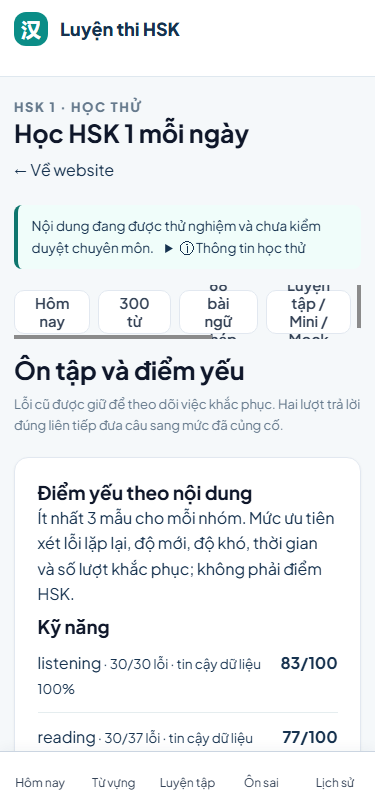 汉 Luyện thi HSK
HSK 1 · HỌC THỬ
Học HSK 1 mỗi ngày
← Về website
Nội dung đang được thử nghiệm và chưa kiểm
duyệt chuyên môn. ▶ ⓘ Thông tin học thử
Hôm
nay
300
từ
66
bài
ngữ
pháp
Luyện
tập /
Mini /
Mock
Ôn tập và điểm yếu
Lỗi cũ được giữ để theo dõi việc khắc phục. Hai lượt trả lời
đúng liên tiếp đưa câu sang mức đã củng cố.
Điểm yếu theo nội dung
Ít nhất 3 mẫu cho mỗi nhóm. Mức ưu tiên
xét lỗi lặp lại, độ mới, độ khó, thời gian
và số lượt khắc phục; không phải điểm
HSK.
Kỹ năng
listening · 30/30 lỗi · tin cậy dữ liệu 83/100
100%
reading · 30/37 lỗi · tin cậy dữ liệu 77/100
Hôm nay Từ vựng Luyện tập Ôn sai Lịch sử